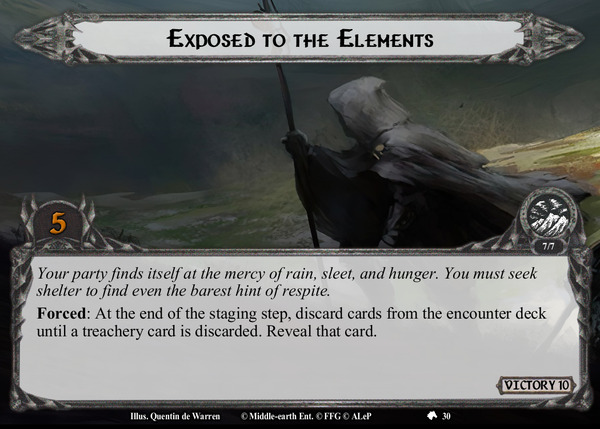 Exposed to the Elements
5
7/7
Your party finds itself at the mercy of rain, sleet, and hunger. You must seek
shelter to find even the barest hint of respite.
Forced: At the end of the staging step, discard cards from the encounter deck
until a treachery card is discarded. Reveal that card.
VICTORY 10
Illus. Quentin de Warren © Middle-earth Ent. © FFG © ALeP 30